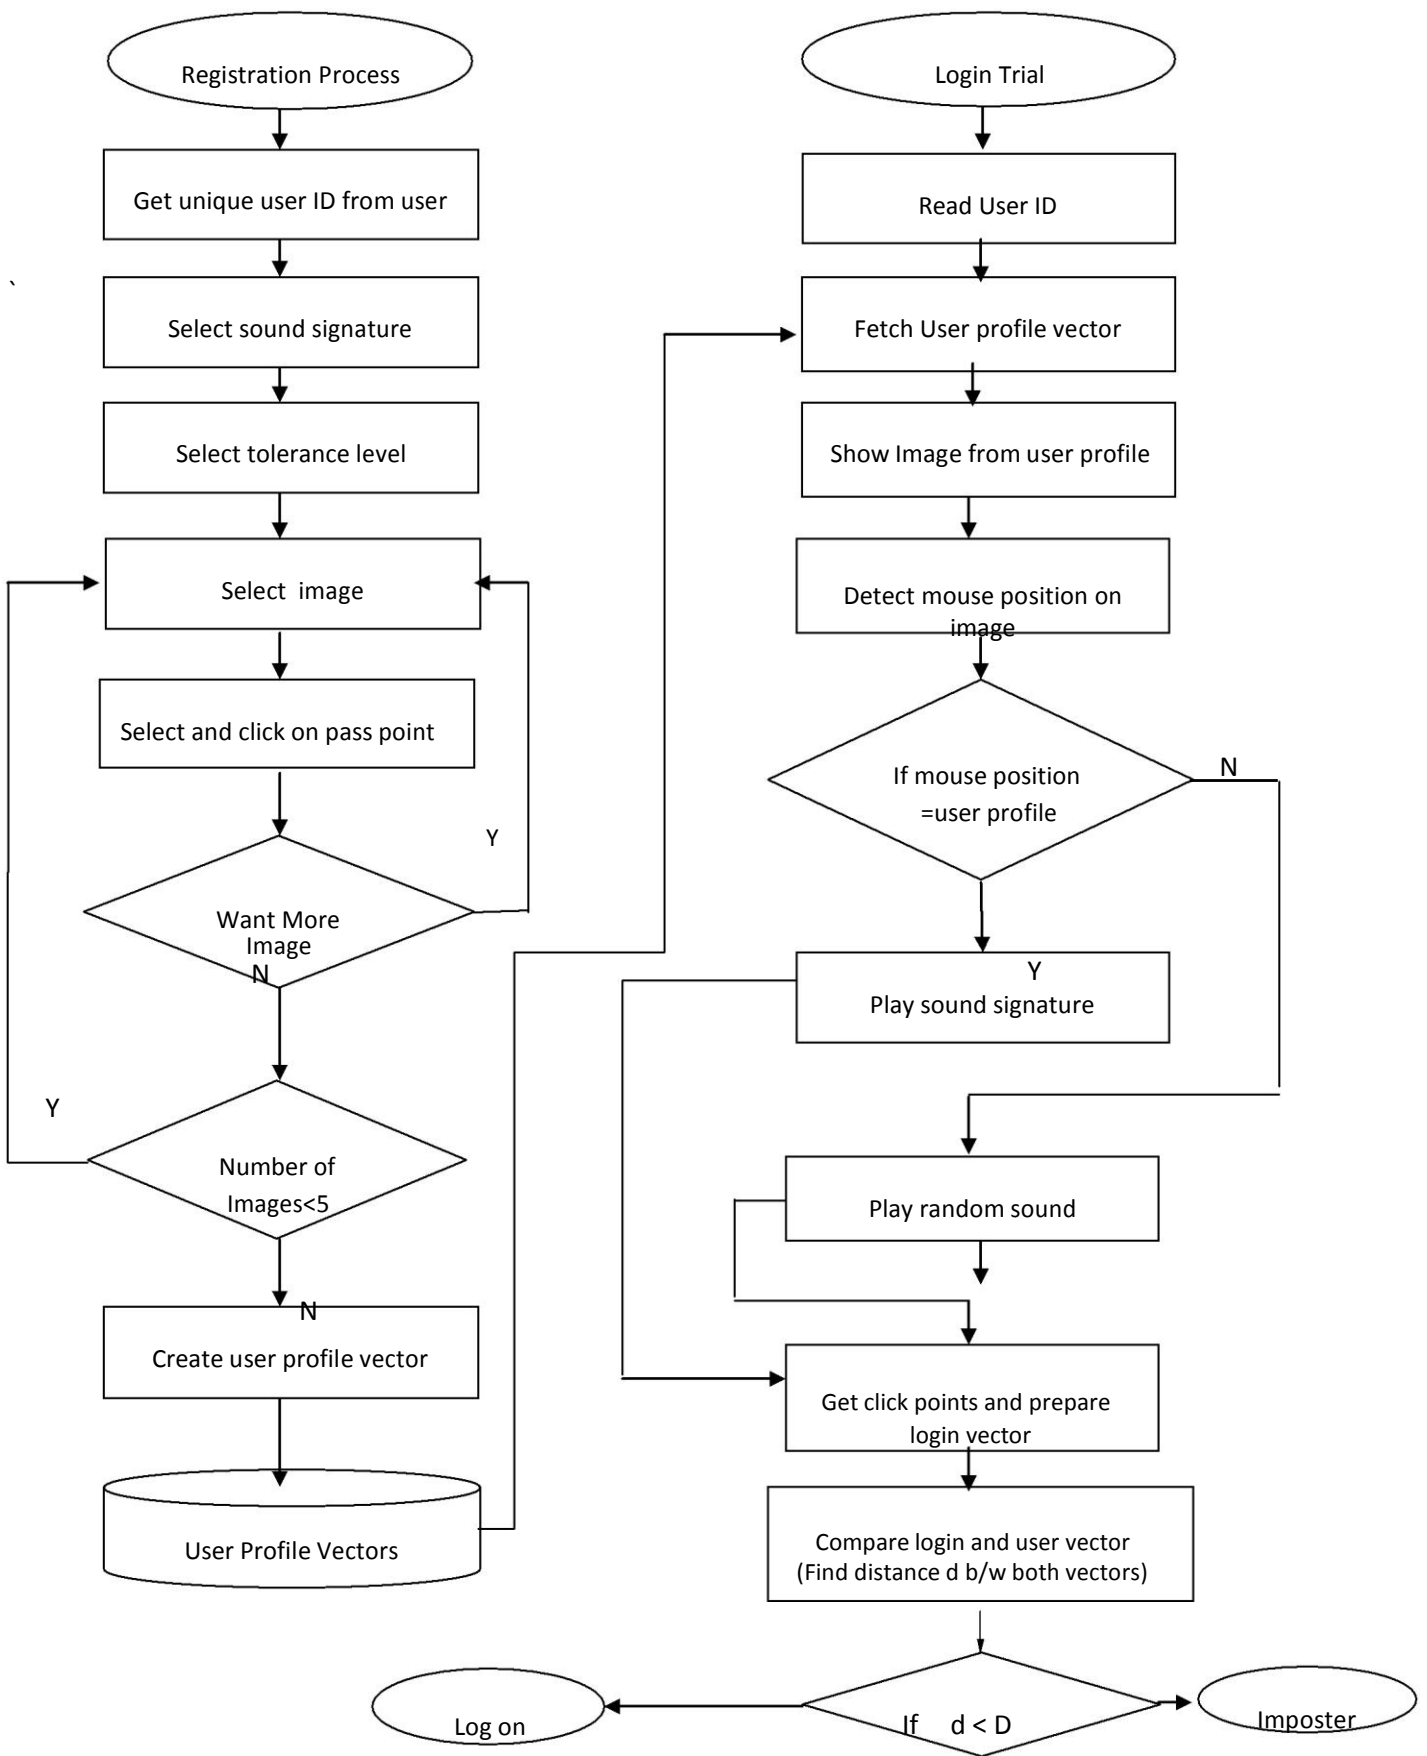 Registration Process
Get unique user ID from user
`
Select sound signature
Select tolerance level
Select  image
Select and click on pass point
Y
Want More
Image
N
Y
Number of
Images<5
N
Create user profile vector
User Profile Vectors
Login Trial
Read User ID
Fetch User profile vector
Show Image from user profile
Detect mouse position on
image
N
If mouse position
=user profile
Y
Play sound signature
Play random sound
Get click points and prepare
login vector
Compare login and user vector
(Find distance d b/w both vectors)
If    d < D
Log on
Imposter